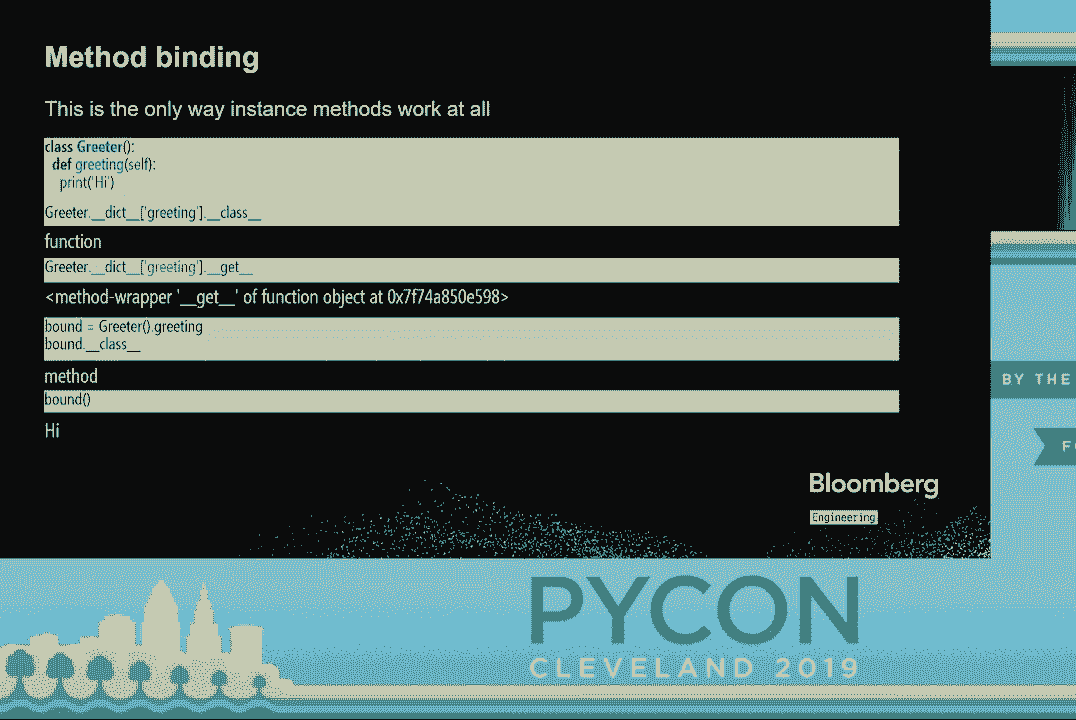 Method binding
This is the only way instance methods work at all
class Greeter():
def greeting(self):
print('Hi')
Greeter.__dict__['greeting'].__class__
function
Greeter.__dict__['greeting'].__get__
<method-wrapper '__get__' of function object at 0x7f74a850e598>
bound = Greeter().greeting
bound.__class__
method
bound()
Hi
Bloomberg
Engineering
BY THE
PYCON
CLEVELAND 2019